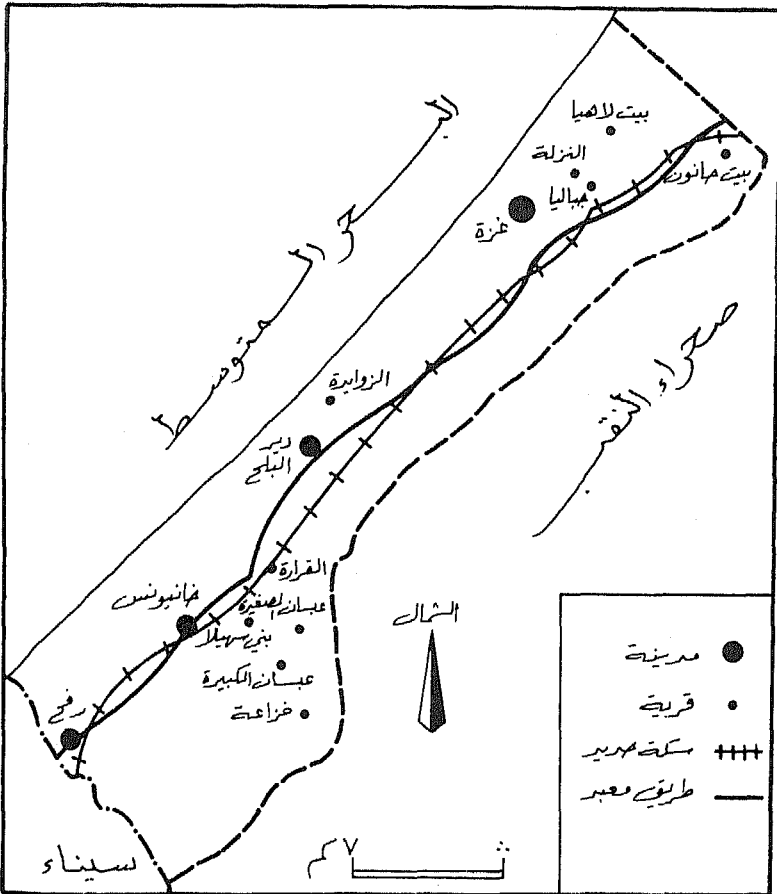 البحر المتوسط
بيت لاهيا
النزلة
جباليا
بيت حانون
غزة
صحراء النقب
الزوايدة
دير
البلح
القرارة
خانيونس
عبسان الصغيرة
بني سهيلا
عبسان الكبيرة
خزاعة
رفح
سيناء
الشمال
٧ كم
مدينة
قرية
سكة حديد
طريق معبد